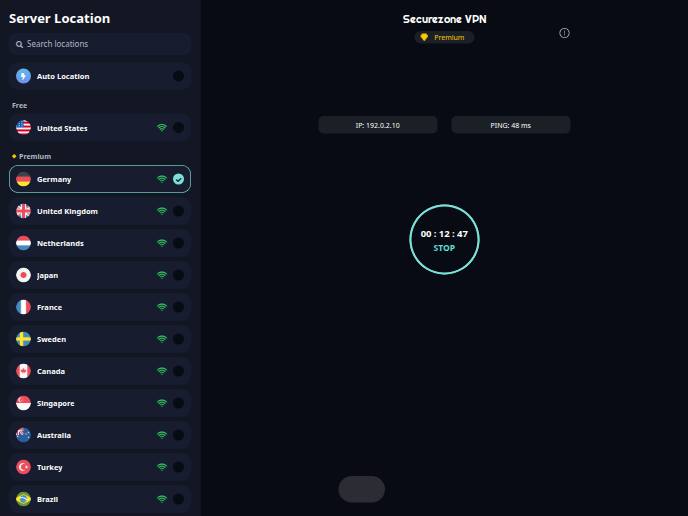 Server Location
Search locations
Auto Location
Free
United States
Premium
Germany
United Kingdom
Netherlands
Japan
France
Sweden
Canada
Singapore
Australia
Turkey
Brazil
Securezone VPN
Premium
IP: 192.0.2.10
PING: 48 ms
00 : 12 : 47
STOP